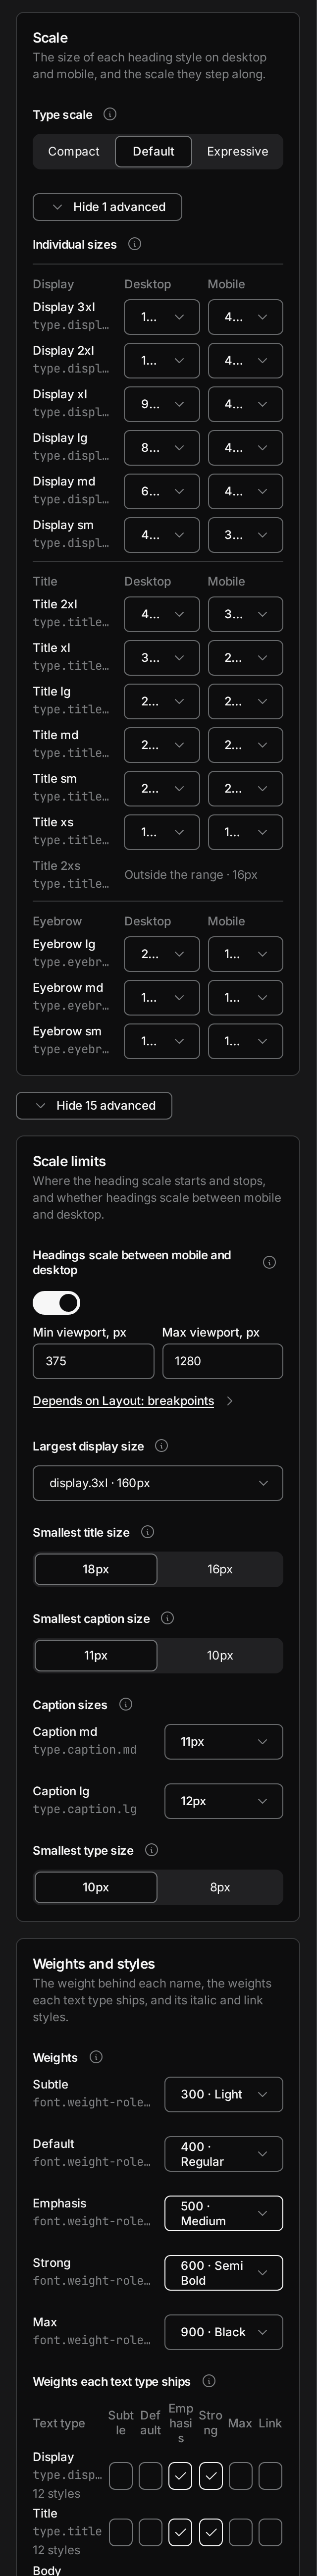 Scale
The size of each heading style on desktop
and mobile, and the scale they step along.
Type scale
Compact Default Expressive
Hide 1 advanced
Individual sizes
Display Desktop Mobile
Display 3xl
type.displ… 1… 4…
Display 2xl
type.displ… 1… 4…
Display xl
type.displ… 9… 4…
Display lg
type.displ… 8… 4…
Display md
type.displ… 6… 4…
Display sm
type.displ… 4… 3…
Title Desktop Mobile
Title 2xl
type.title… 4… 3…
Title xl
type.title… 3… 2…
Title lg
type.title… 2… 2…
Title md
type.title… 2… 2…
Title sm
type.title… 2… 2…
Title xs
type.title… 1… 1…
Title 2xs
type.title… Outside the range · 16px
Eyebrow Desktop Mobile
Eyebrow lg
type.eyebr… 2… 1…
Eyebrow md
type.eyebr… 1… 1…
Eyebrow sm
type.eyebr… 1… 1…
Hide 15 advanced
Scale limits
Where the heading scale starts and stops,
and whether headings scale between mobile
and desktop.
Headings scale between mobile and
desktop
Min viewport, px Max viewport, px
375 1280
Depends on Layout: breakpoints
Largest display size
display.3xl · 160px
Smallest title size
18px 16px
Smallest caption size
11px 10px
Caption sizes
Caption md
type.caption.md 11px
Caption lg
type.caption.lg 12px
Smallest type size
10px 8px
Weights and styles
The weight behind each name, the weights
each text type ships, and its italic and link
styles.
Weights
Subtle
font.weight-role… 300 · Light
Default
font.weight-role… 400 ·
Regular
Emphasis
font.weight-role… 500 ·
Medium
Strong
font.weight-role… 600 · Semi
Bold
Max
font.weight-role… 900 · Black
Weights each text type ships
Text type Subt
le Def
ault Emp
hasi
s Stro
ng Max Link
Display
type.disp…
12 styles
Title
type.title
12 styles
Body